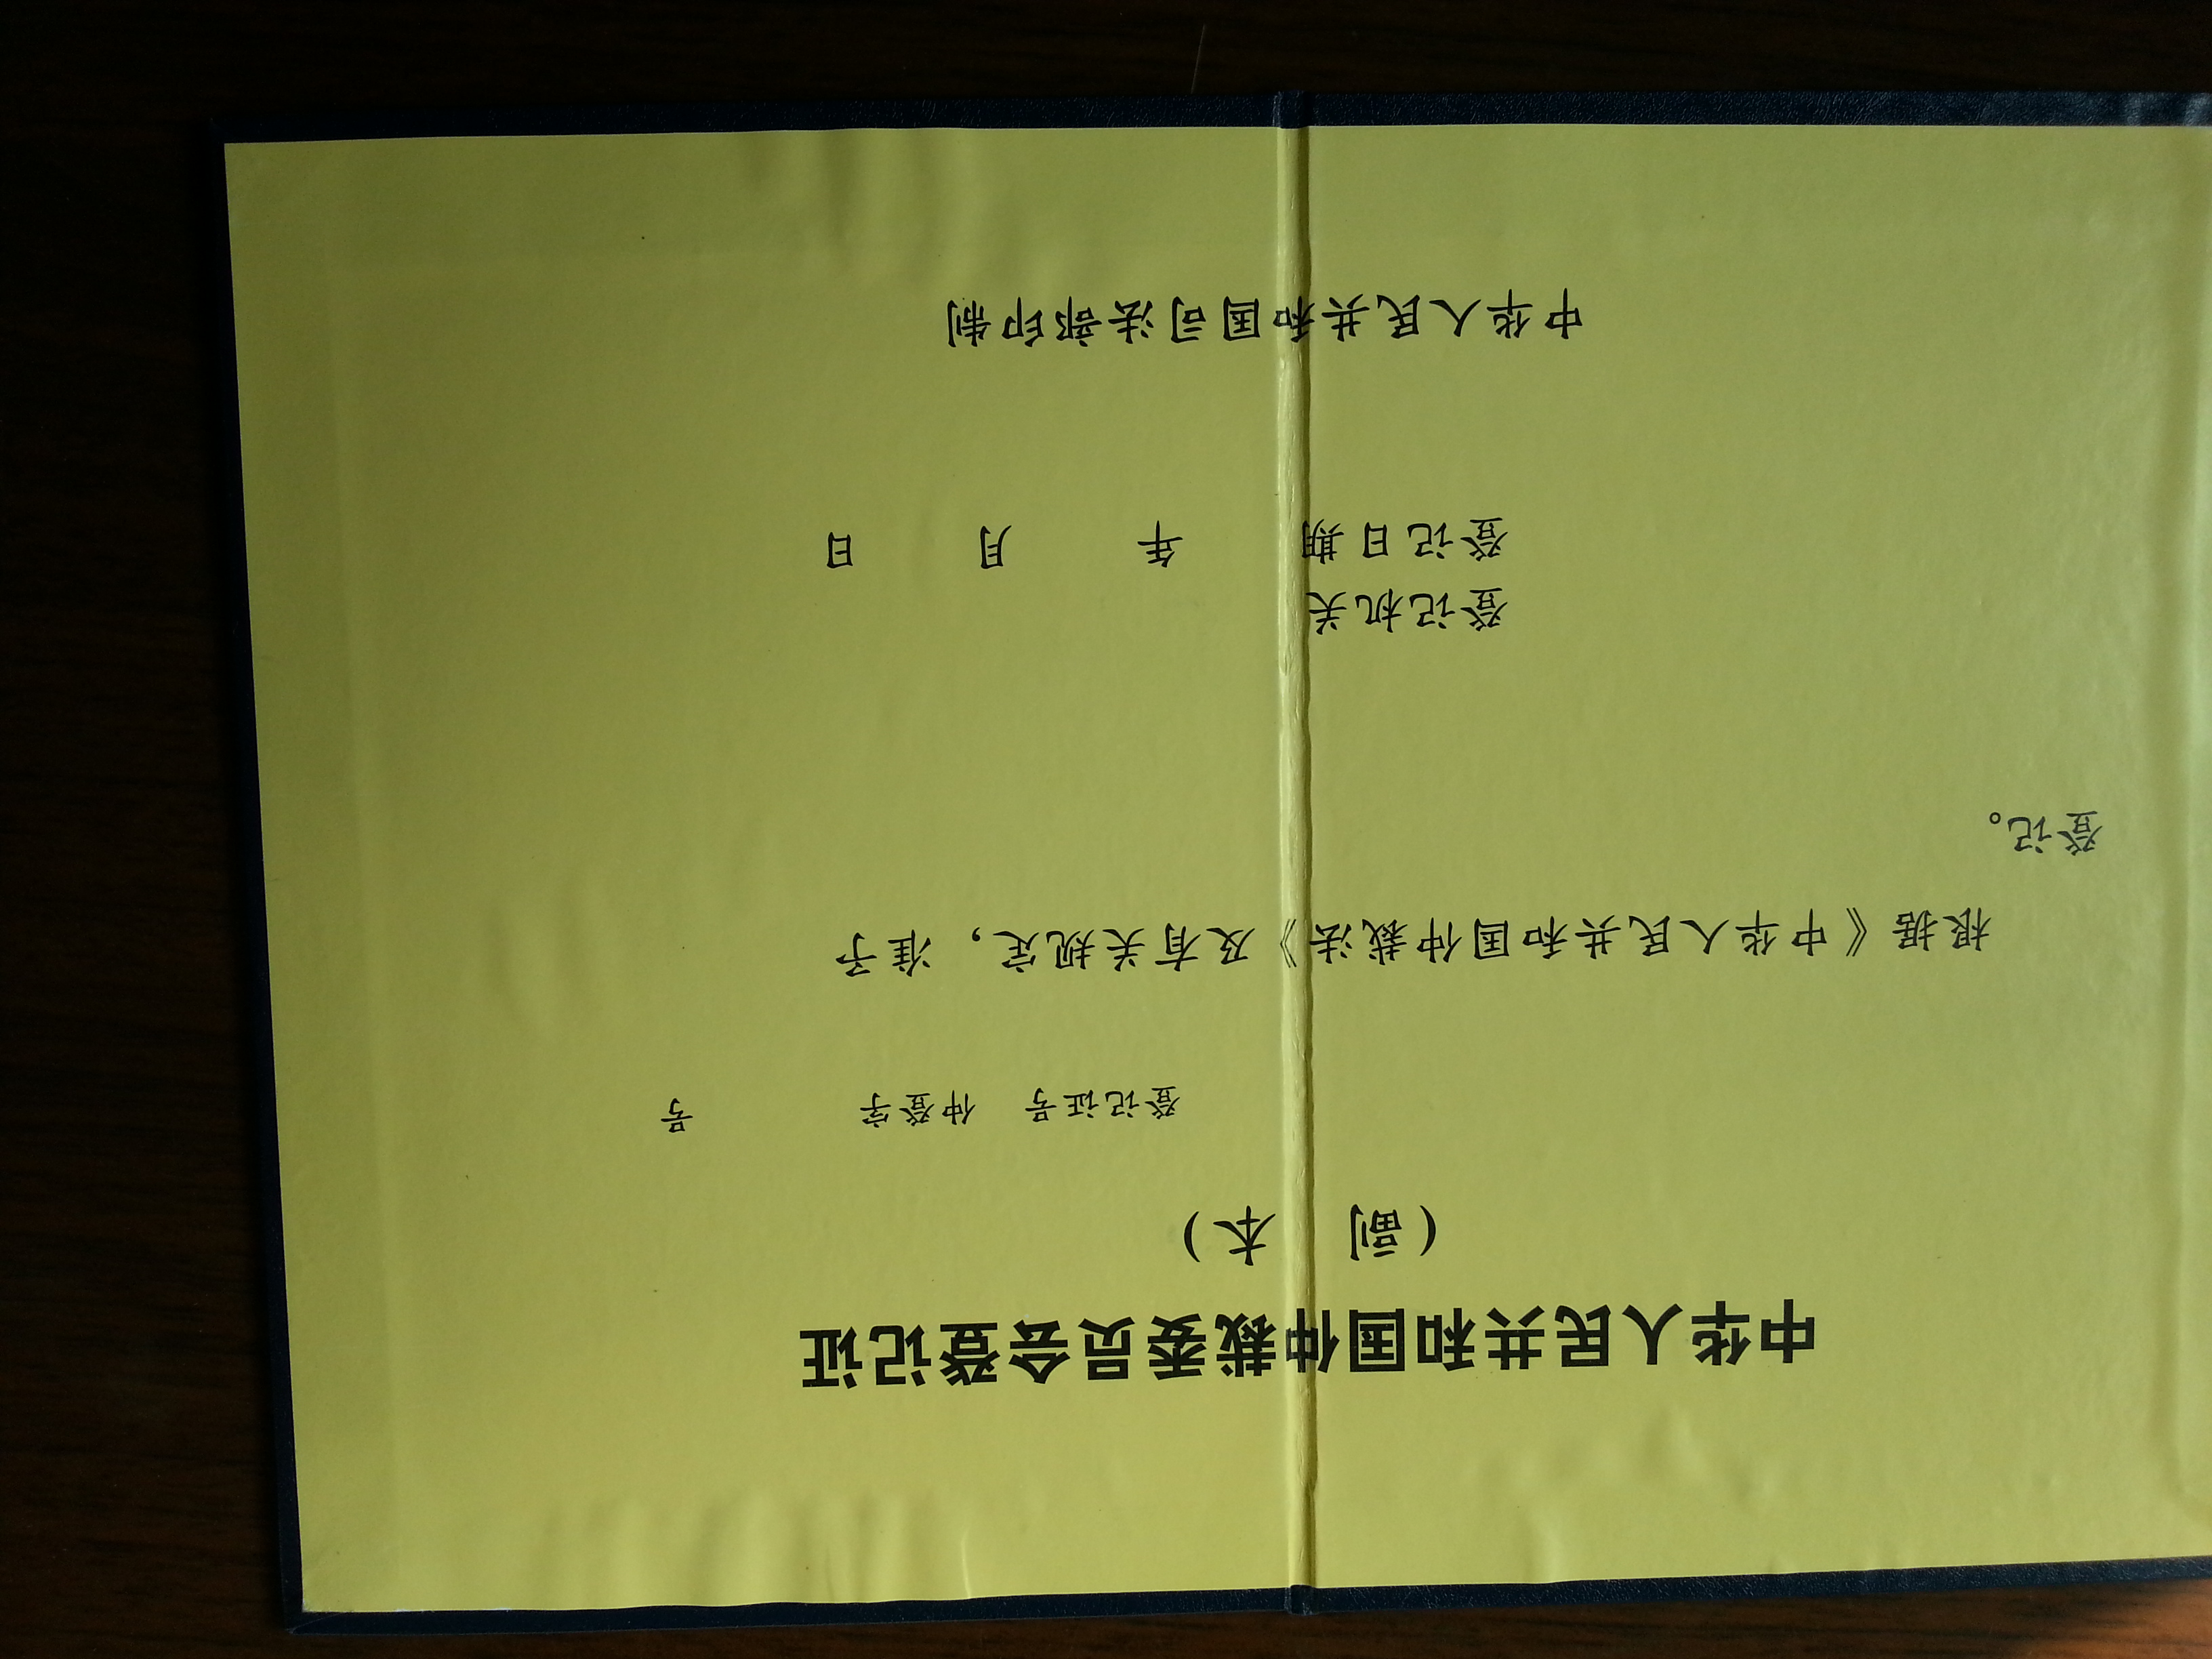 中华人民共和国仲裁委员会登记证
（副 本）
登记证号 仲登字 号
根据《中华人民共和国仲裁法》及有关规定，准予
登记。
登记机关
登记日期 年 月 日
中华人民共和国司法部印制